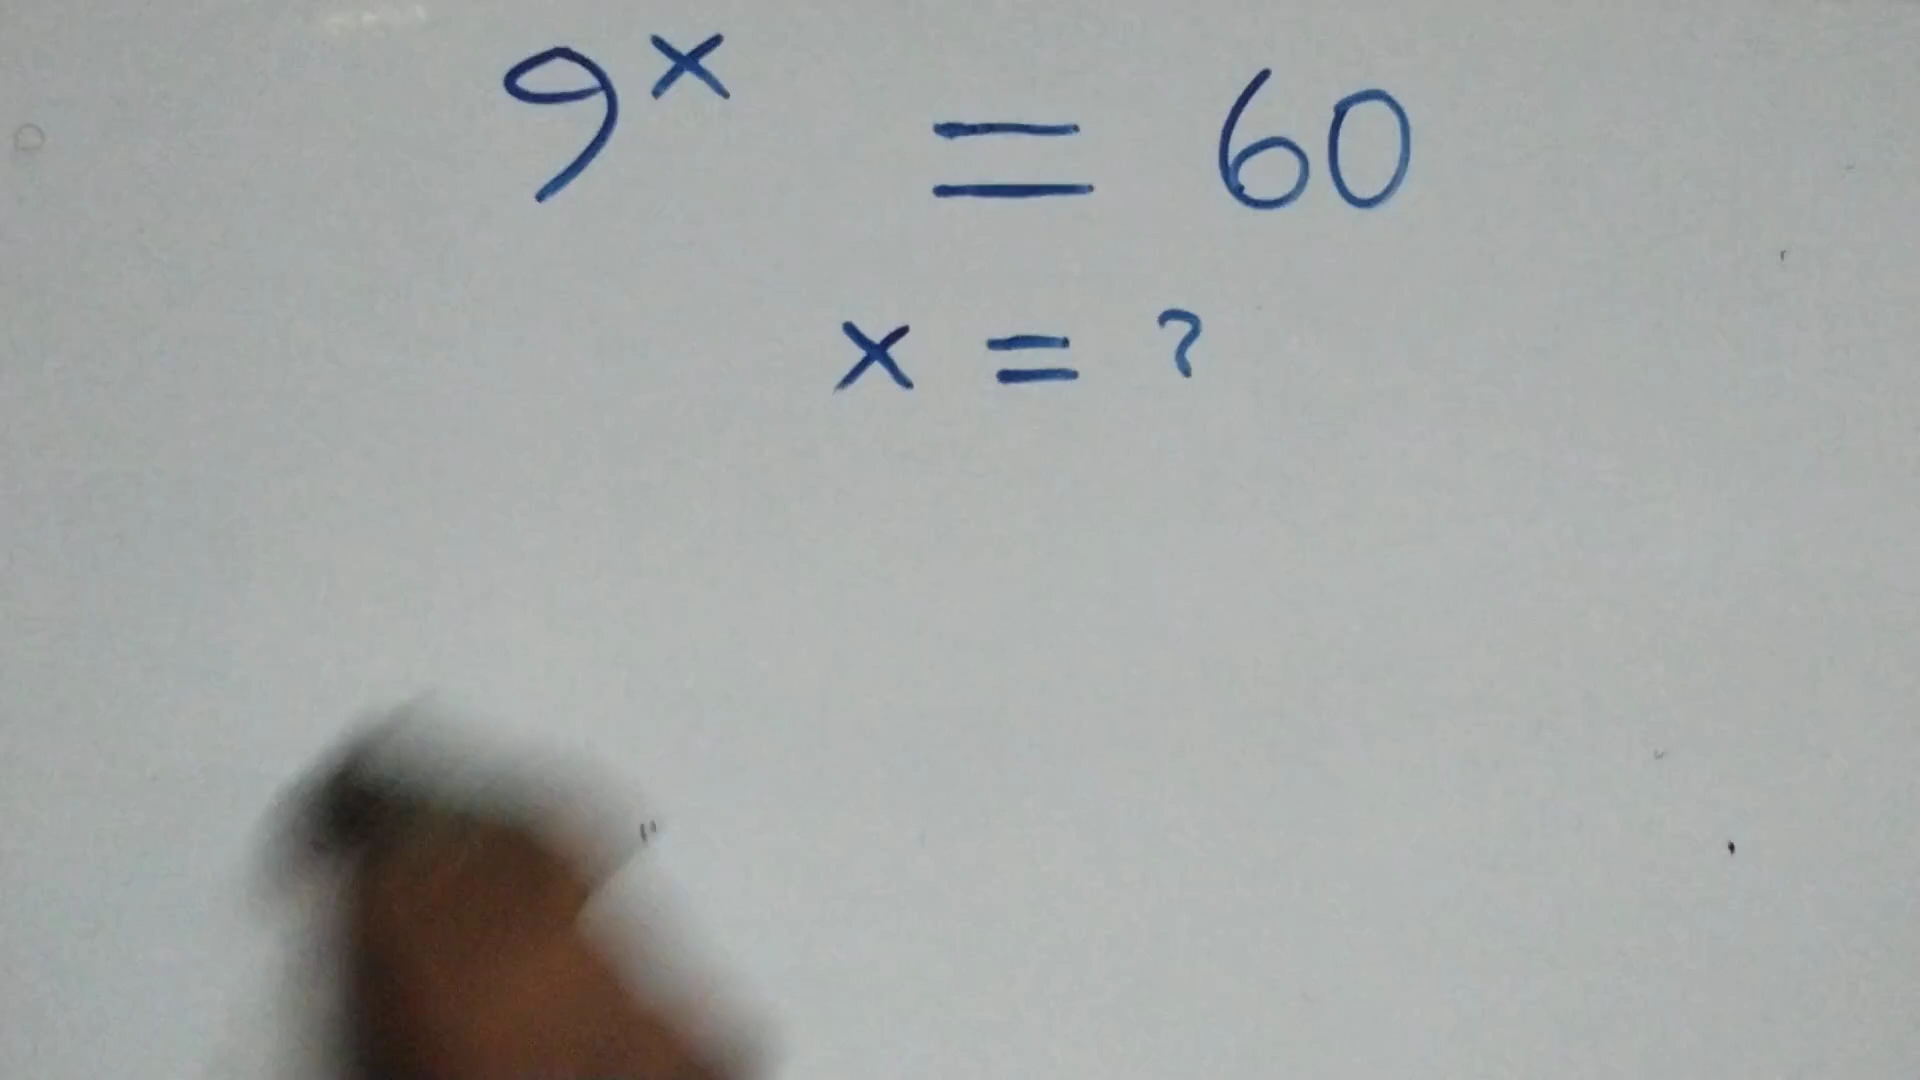 9^x = 60
x = ?